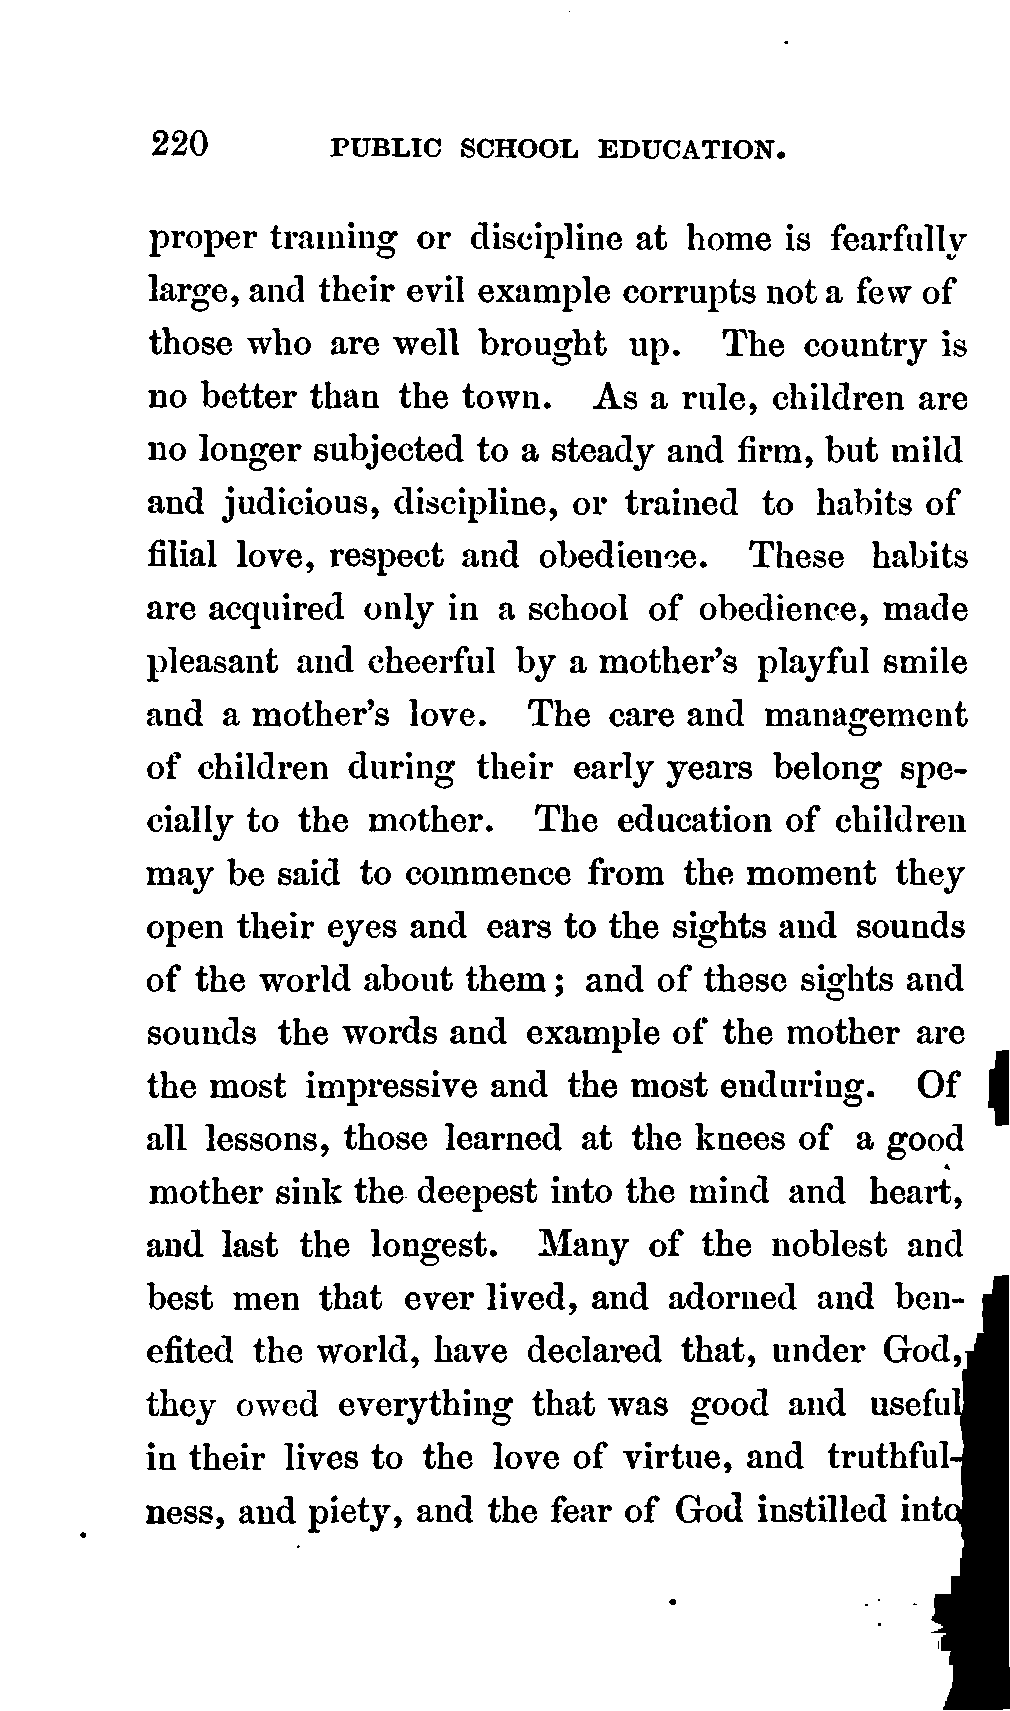 220 PUBLIC SCHOOL EDUCATION.
proper training or discipline at home is fearfully
large, and their evil example corrupts not a few of
those who are well brought up. The country is
no better than the town. As a rule, children are
no longer subjected to a steady and firm, but mild
and judicious, discipline, or trained to habits of
filial love, respect and obedience. These habits
are acquired only in a school of obedience, made
pleasant and cheerful by a mother's playful smile
and a mother's love. The care and management
of children during their early years belong spe-
cially to the mother. The education of children
may be said to commence from the moment they
open their eyes and ears to the sights and sounds
of the world about them; and of these sights and
sounds the words and example of the mother are
the most impressive and the most enduring. Of
all lessons, those learned at the knees of a good
mother sink the deepest into the mind and heart,
and last the longest. Many of the noblest and
best men that ever lived, and adorned and ben-
efited the world, have declared that, under God,
they owed everything that was good and useful
in their lives to the love of virtue, and truthful-
ness, and piety, and the fear of God instilled into